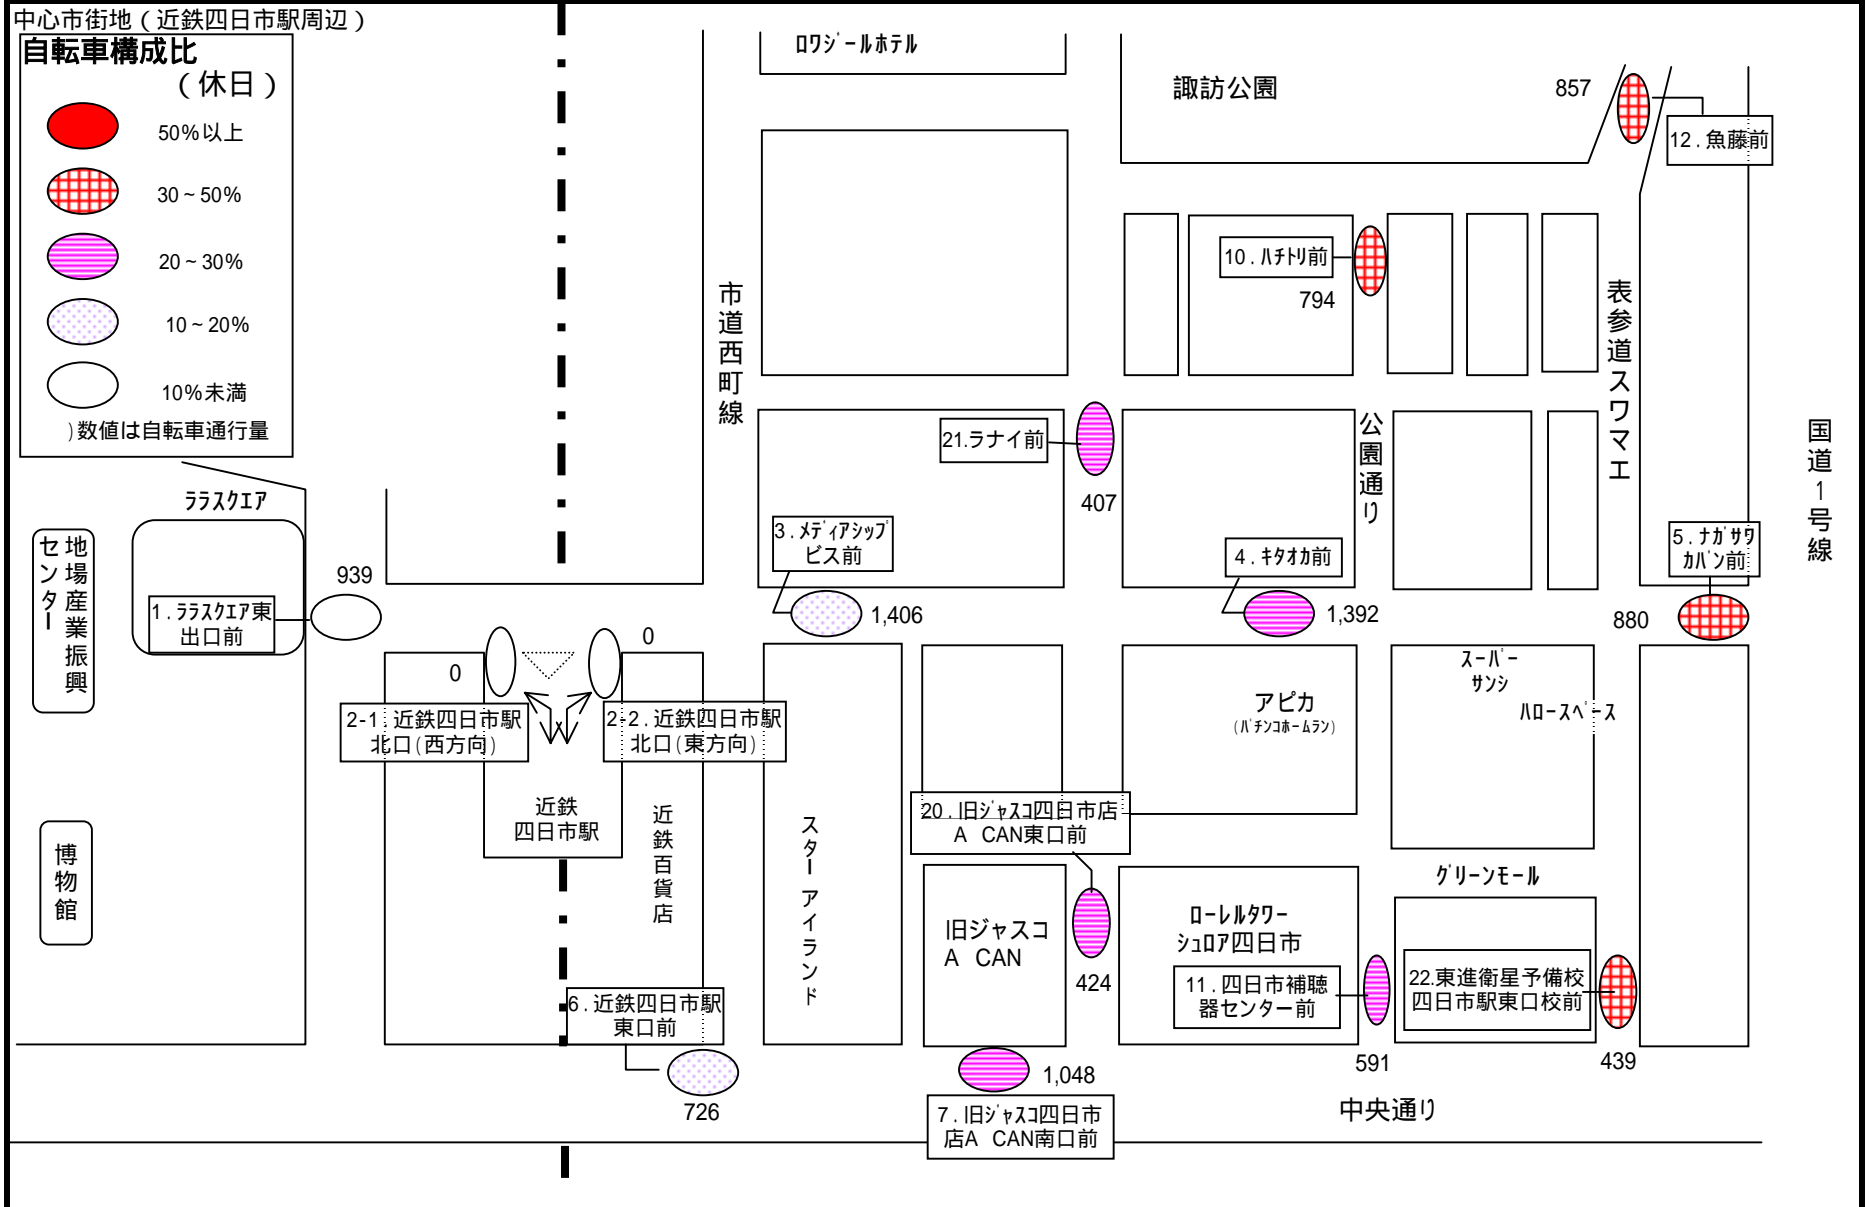 中心市街地（近鉄四日市駅周辺）
自転車構成比
（休日）
50%以上
30～50%
20～30%
10～20%
10%未満
)数値は自転車通行量
ﾛﾜｼﾞｰﾙﾎﾃﾙ
諏訪公園
857
12．魚藤前
10．ﾊﾁﾄﾘ前
794
市道西町線
表参道スワマエ
国道1号線
公園通り
21.ラナイ前
407
ﾗﾗｽｸｴｱ
地場産業振興
センター
939
1．ﾗﾗｽｸｴｱ東
出口前
3．ﾒﾃﾞｨｱｼｯﾌﾟ
ビス前
1,406
4．ｷﾀｵｶ前
1,392
5．ﾅｶﾞｻﾜ
ｶﾊﾞﾝ前
880
0
0
2-1．近鉄四日市駅
北口(西方向)
2-2．近鉄四日市駅
北口(東方向)
近鉄
四日市駅
近鉄百貨店
スターアイランド
アピカ
(ﾊﾟﾁﾝｺﾎｰﾑﾗﾝ)
ｽｰﾊﾟｰ
ｻﾝｼ
ﾊﾛｰｽﾍﾟｰｽ
20．旧ｼﾞｬｽｺ四日市店
A CAN東口前
博物館
旧ジャスコ
A CAN
424
ﾛｰﾚﾙﾀﾜｰ
ｼｭﾛｱ四日市
グリーンモール
11．四日市補聴
器センター前
591
22.東進衛星予備校
四日市駅東口校前
439
6．近鉄四日市駅
東口前
726
1,048
7．旧ｼﾞｬｽｺ四日市
店A CAN南口前
中央通り